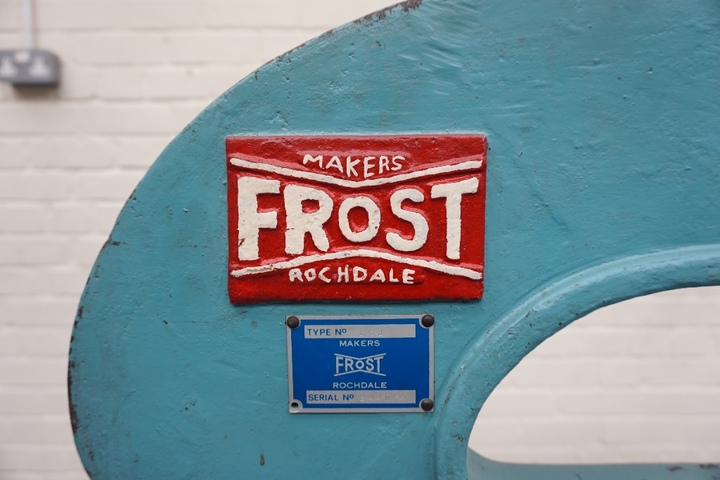 MAKERS
FROST
ROCHDALE
TYPE Nº
MAKERS
FROST
ROCHDALE
SERIAL Nº